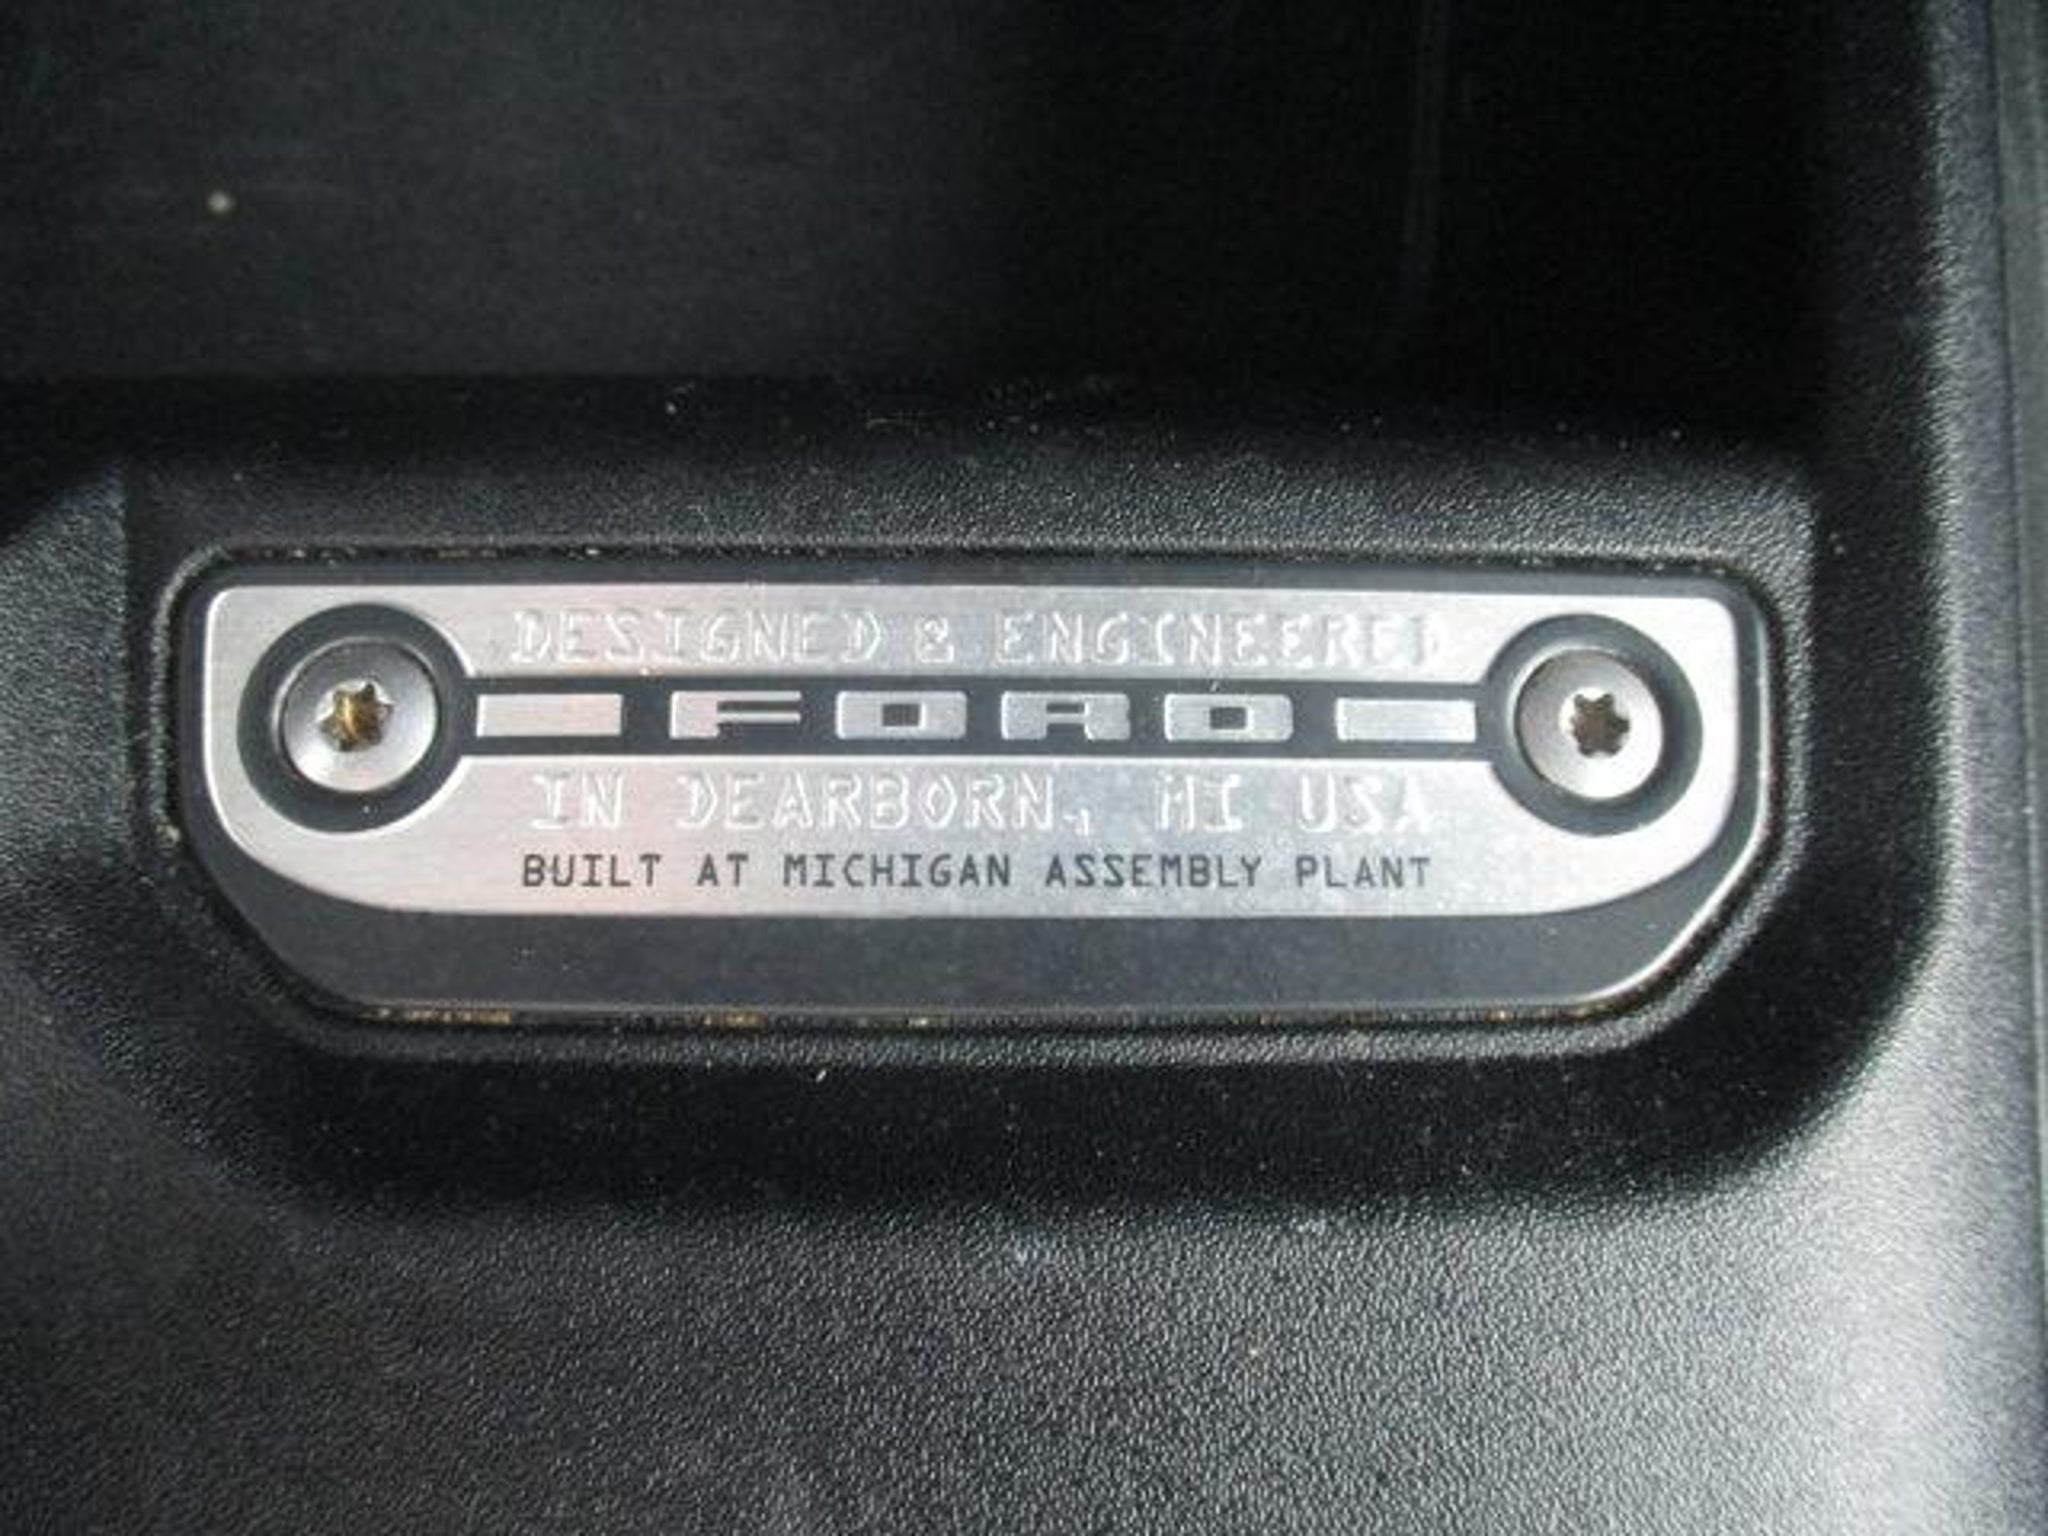 DESIGNED & ENGINEERED
FORD
IN DEARBORN, MI USA
BUILT AT MICHIGAN ASSEMBLY PLANT